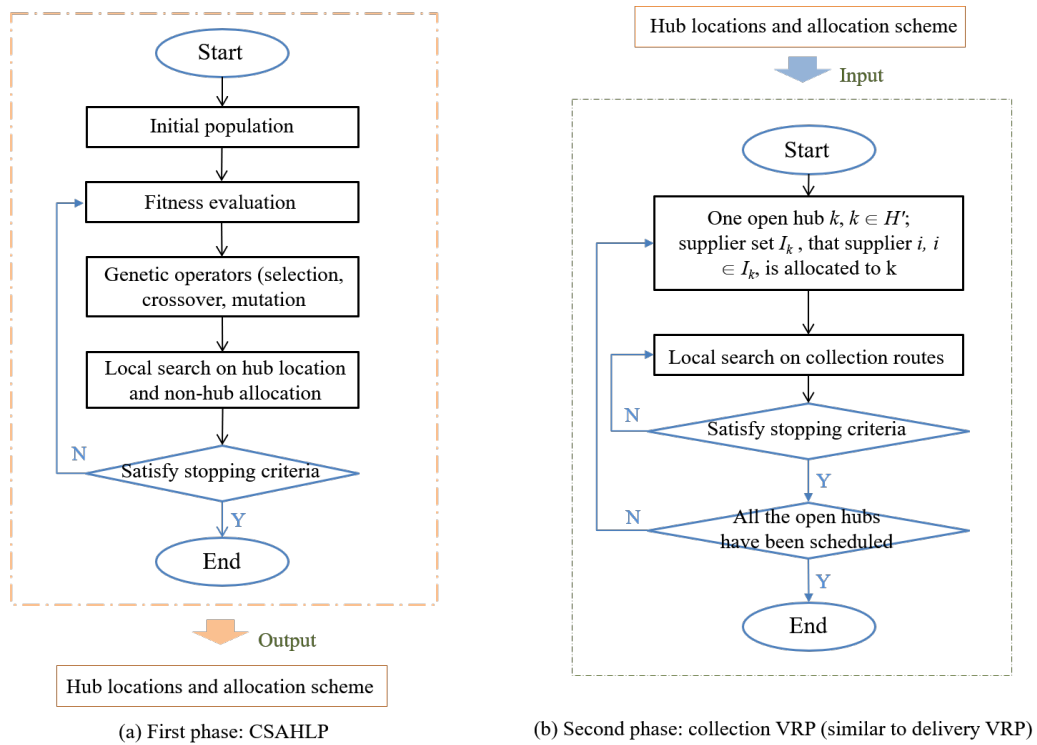 Start
Initial population
Fitness evaluation
Genetic operators (selection,
crossover, mutation
Local search on hub location
and non-hub allocation
N
Satisfy stopping criteria
Y
End
Output
Hub locations and allocation scheme
(a) First phase: CSAHLP
Hub locations and allocation scheme
Input
Start
One open hub k, k ∈ H';
supplier set I_k , that supplier i, i
∈ I_k, is allocated to k
Local search on collection routes
N
Satisfy stopping criteria
Y
N
All the open hubs
have been scheduled
Y
End
(b) Second phase: collection VRP (similar to delivery VRP)